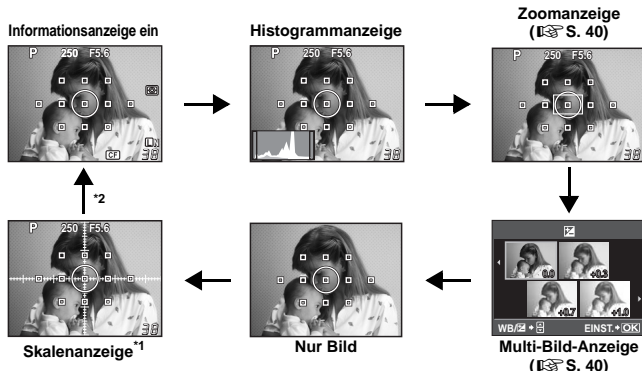 Informationsanzeige ein
Histogrammanzeige
Zoomanzeige
(☞ S. 40)
P 250 F5.6
P 250 F5.6
P 250 F5.6
LN
CF
38
38
*2
P 250 F5.6
38
0.0
+0.3
+0.7
+1.0
WB/
EINST.
OK
Skalenanzeige*1
Nur Bild
Multi-Bild-Anzeige
(☞ S. 40)